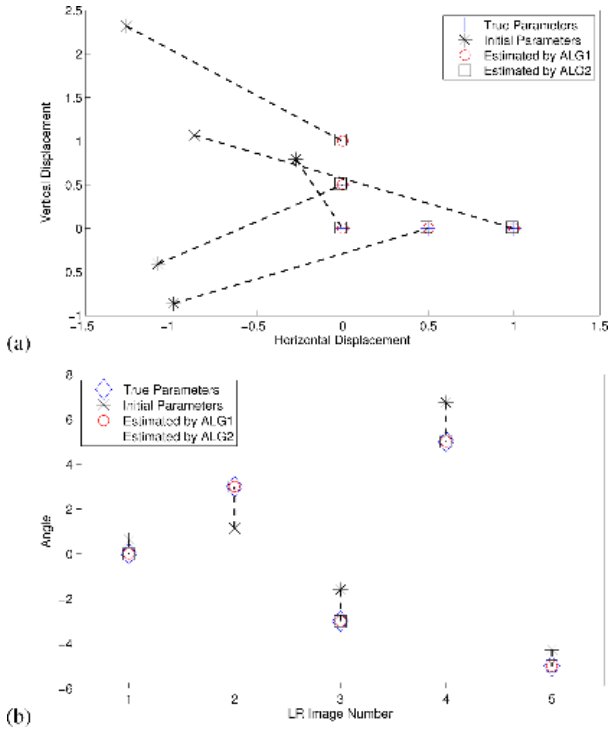 2.5
2
1.5
1
0.5
0
0.5
−1
−1.5
−1
−0.5
0
0.5
1
1.5
Vertical Displacement
Horizontal Displacement
True Parameters
Initial Parameters
Estimated by ALG1
Estimated by ALG2
(a)
8
6
4
2
0
−2
−4
−6
1
2
3
4
5
Angle
LR Image Number
True Parameters
Initial Parameters
Estimated by ALG1
Estimated by ALG2
(b)